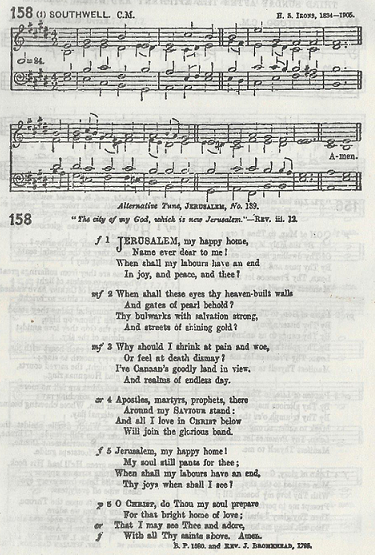 158 (1) SOUTHWELL. C.M. H. S. IRONS, 1834—1905.
= 84.
A-men.
Alternative Tune, JERUSALEM, No. 139.
158 "The city of my God, which is new Jerusalem."—REV. iii. 12.
f 1 JERUSALEM, my happy home,
Name ever dear to me!
When shall my labours have an end
In joy, and peace, and thee?
mf 2 When shall these eyes thy heaven-built walls
And gates of pearl behold?
Thy bulwarks with salvation strong,
And streets of shining gold?
mf 3 Why should I shrink at pain and woe,
Or feel at death dismay?
I've Canaan's goodly land in view,
And realms of endless day.
cr 4 Apostles, martyrs, prophets, there
Around my SAVIOUR stand:
And all I love in CHRIST below
Will join the glorious band.
f 5 Jerusalem, my happy home!
My soul still pants for thee;
When shall my labours have an end,
Thy joys when shall I see?
p 6 O CHRIST, do Thou my soul prepare
For that bright home of love;
cr That I may see Thee and adore,
f With all Thy saints above. Amen.
B. P. 1580. and REV. J. BROMEHEAD, 1795.